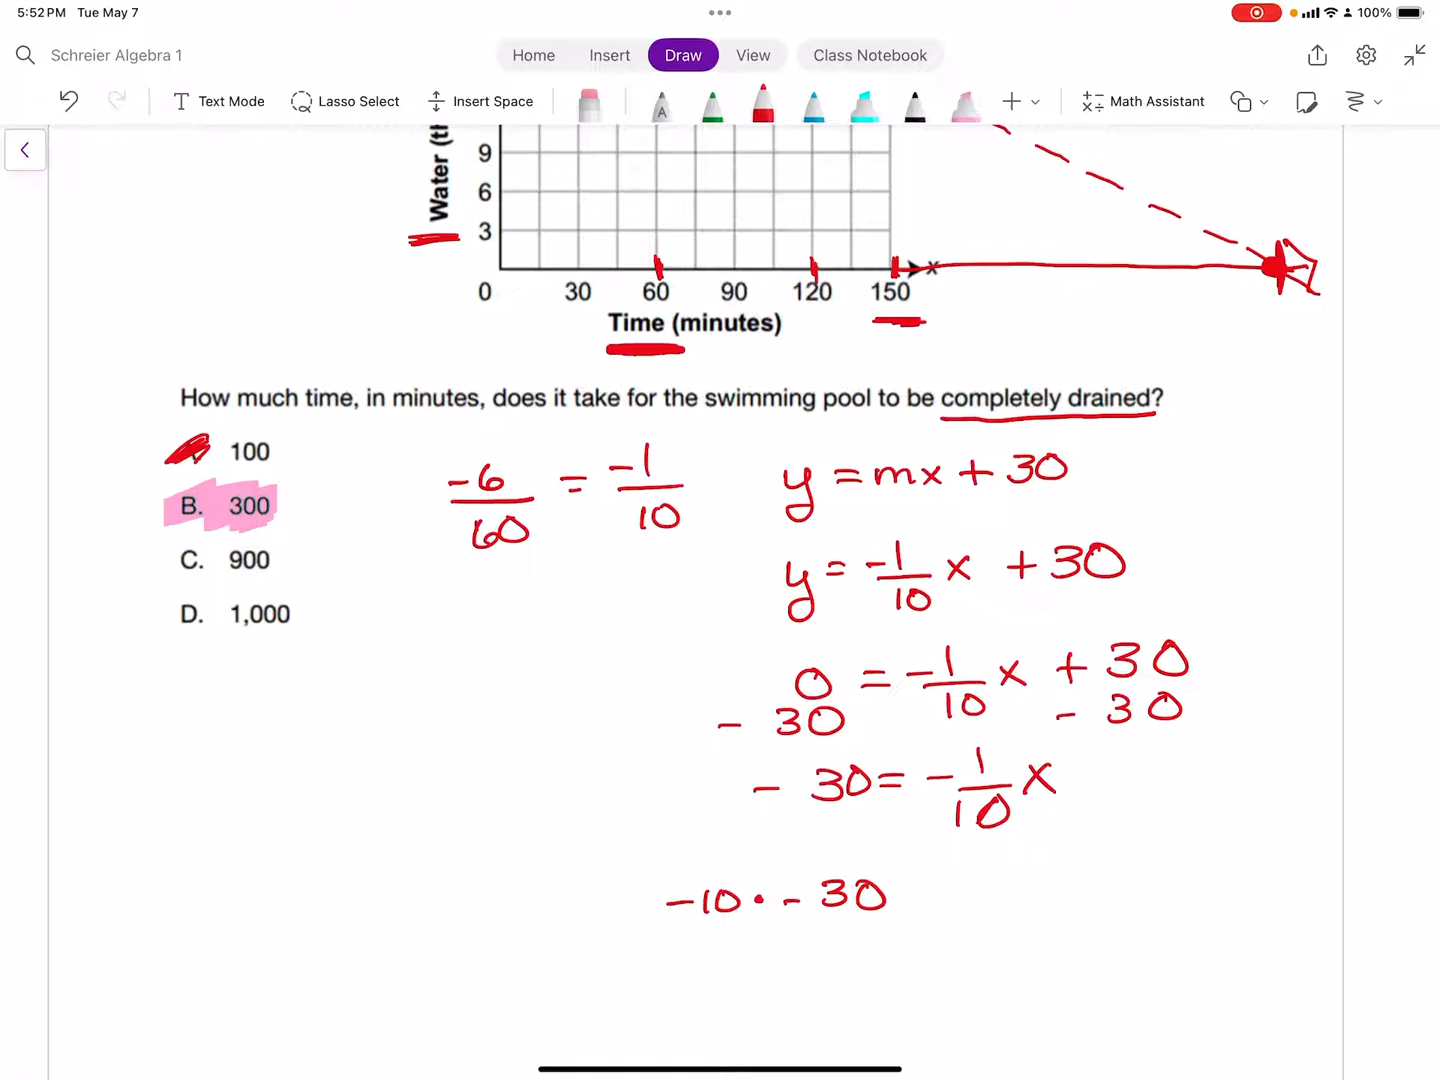 5:52 PM Tue May 7
100%
Schreier Algebra 1
Home Insert Draw View Class Notebook
Text Mode Lasso Select Insert Space
A
Math Assistant
Water (th
9
6
3
0 30 60 90 120 150
x
Time (minutes)
How much time, in minutes, does it take for the swimming pool to be completely drained?
100
B. 300
C. 900
D. 1,000
-6/60 = -1/10
y = mx + 30
y = -1/10 x + 30
0 = -1/10 x + 30
- 30 - 30
- 30 = -1/10 x
-10 · - 30